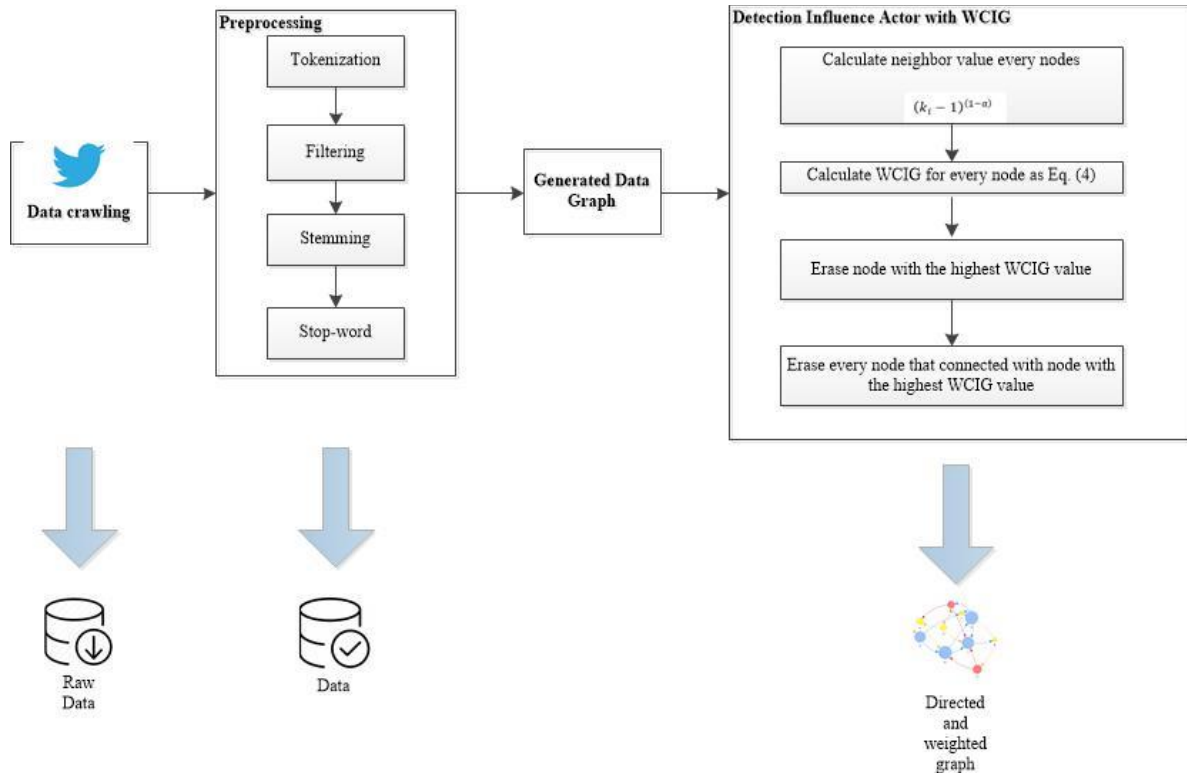 Preprocessing
Tokenization
Filtering
Stemming
Stop-word
Data crawling
Generated Data
Graph
Detection Influence Actor with WCIG
Calculate neighbor value every nodes
(kᵢ − 1)⁽¹⁻ᵅ⁾
Calculate WCIG for every node as Eq. (4)
Erase node with the highest WCIG value
Erase every node that connected with node with
the highest WCIG value
Raw
Data
Data
Directed
and
weighted
graph